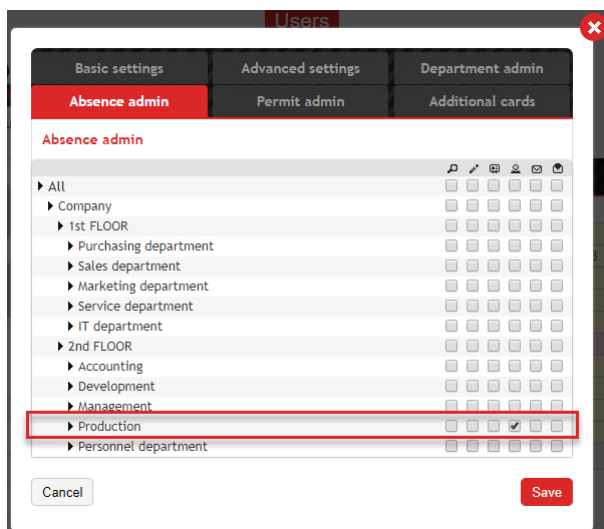 Users
Basic settings Advanced settings Department admin
Absence admin Permit admin Additional cards
Absence admin
All
Company
1st FLOOR
Purchasing department
Sales department
Marketing department
Service department
IT department
2nd FLOOR
Accounting
Development
Management
Production
Personnel department
Cancel Save